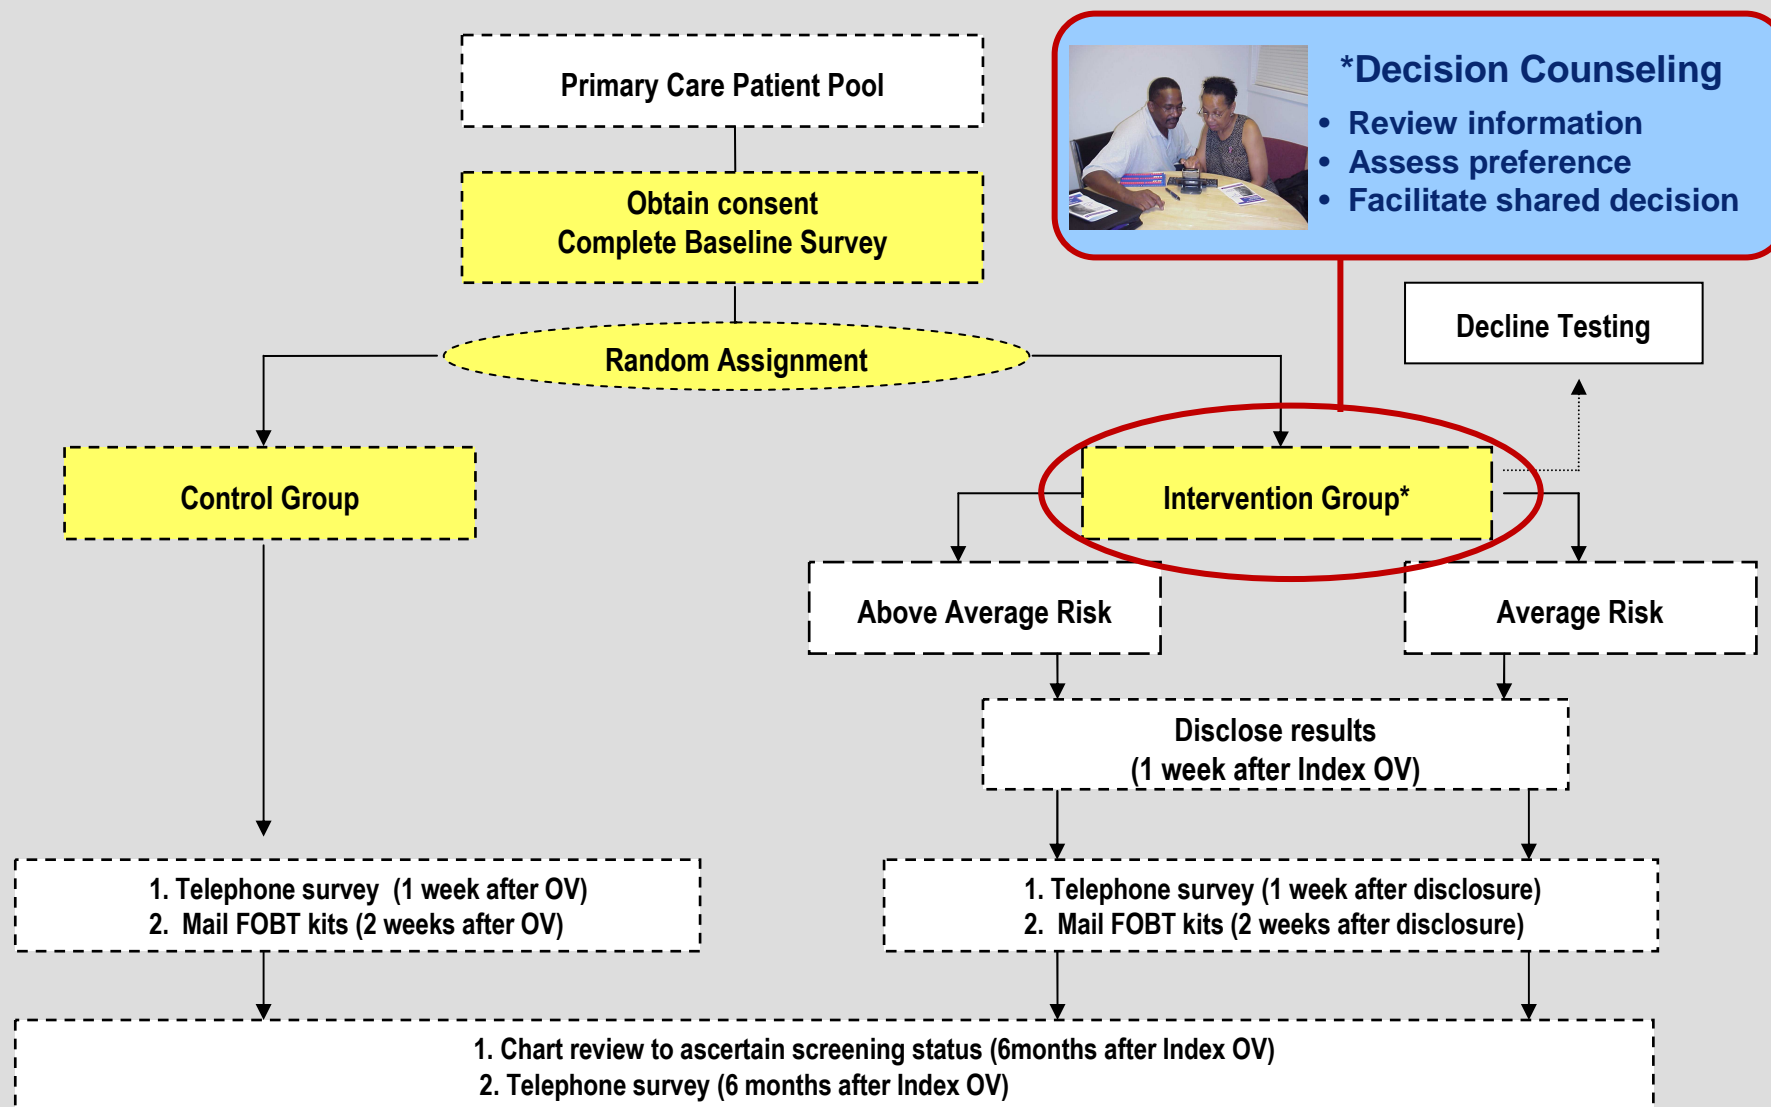 Primary Care Patient Pool
*Decision Counseling
• Review information
• Assess preference
• Facilitate shared decision
Obtain consent
Complete Baseline Survey
Decline Testing
Random Assignment
Control Group
Intervention Group*
Above Average Risk
Average Risk
Disclose results
(1 week after Index OV)
1. Telephone survey (1 week after OV)
2. Mail FOBT kits (2 weeks after OV)
1. Telephone survey (1 week after disclosure)
2. Mail FOBT kits (2 weeks after disclosure)
1. Chart review to ascertain screening status (6months after Index OV)
2. Telephone survey (6 months after Index OV)